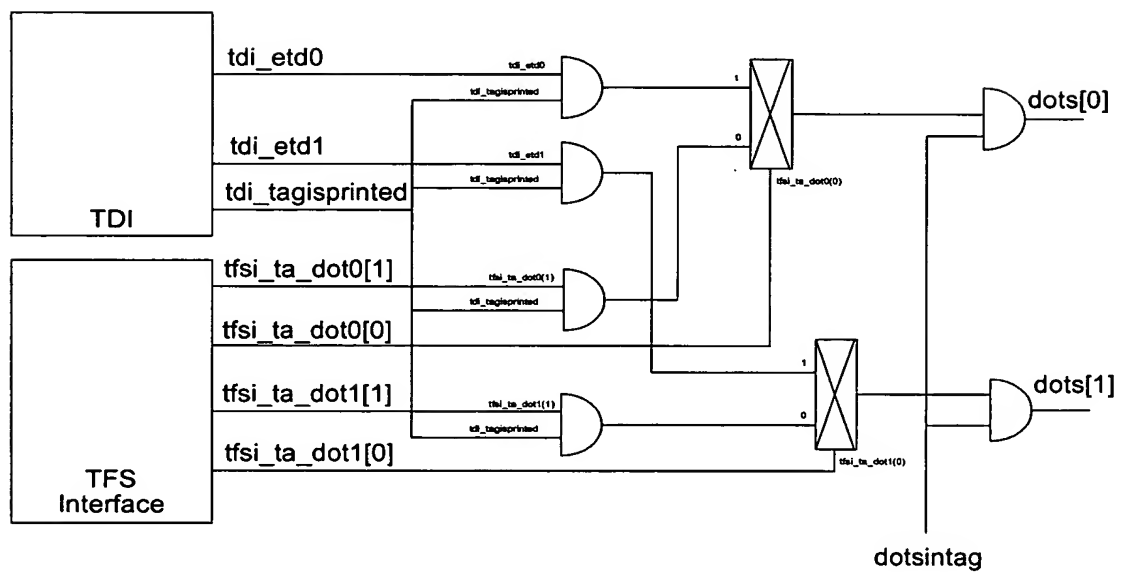 tdi_etd0
tdi_etd0
tdi_tagisprinted
1
dots[0]
tdi_etd1
tdi_etd1
0
tdi_tagisprinted
tdi_tagisprinted
tfsi_ta_dot0(0)
TDI
tfsi_ta_dot0[1]
tfsi_ta_dot0(1)
tdi_tagisprinted
tfsi_ta_dot0[0]
1
tfsi_ta_dot1[1]
tfsi_ta_dot1(1)
0
dots[1]
tdi_tagisprinted
tfsi_ta_dot1[0]
tfsi_ta_dot1(0)
TFS
Interface
dotsintag